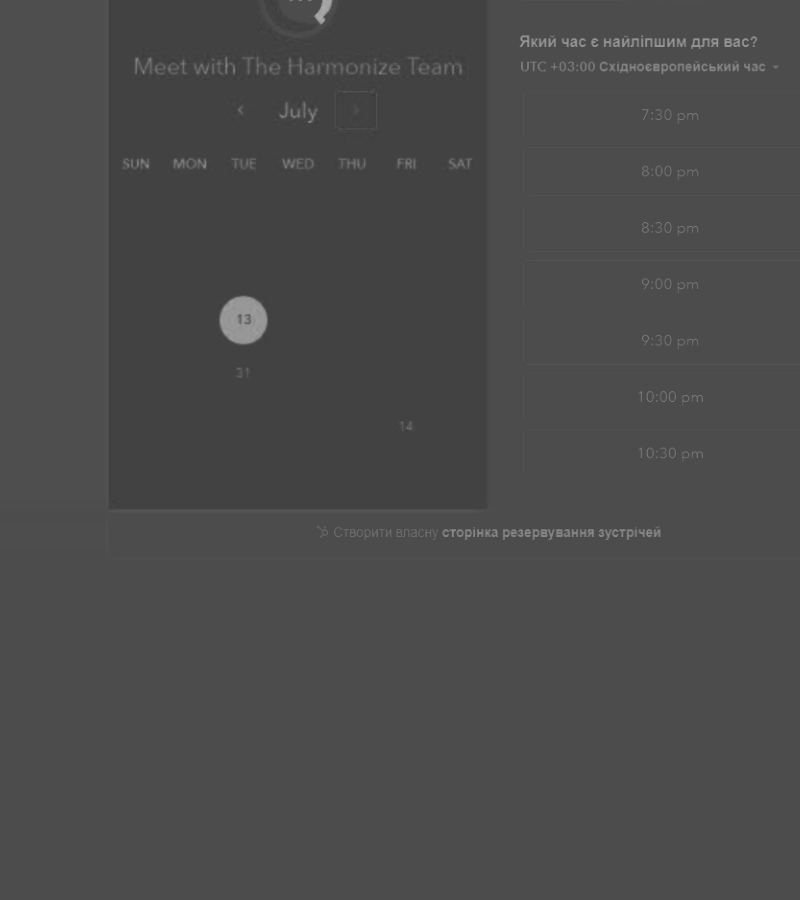 Meet with The Harmonize Team
July
SUN MON TUE WED THU FRI SAT
13
31
14
Який час є найліпшим для вас?
UTC +03:00 Східноєвропейський час
7:30 pm
8:00 pm
8:30 pm
9:00 pm
9:30 pm
10:00 pm
10:30 pm
Створити власну сторінка резервування зустрічей